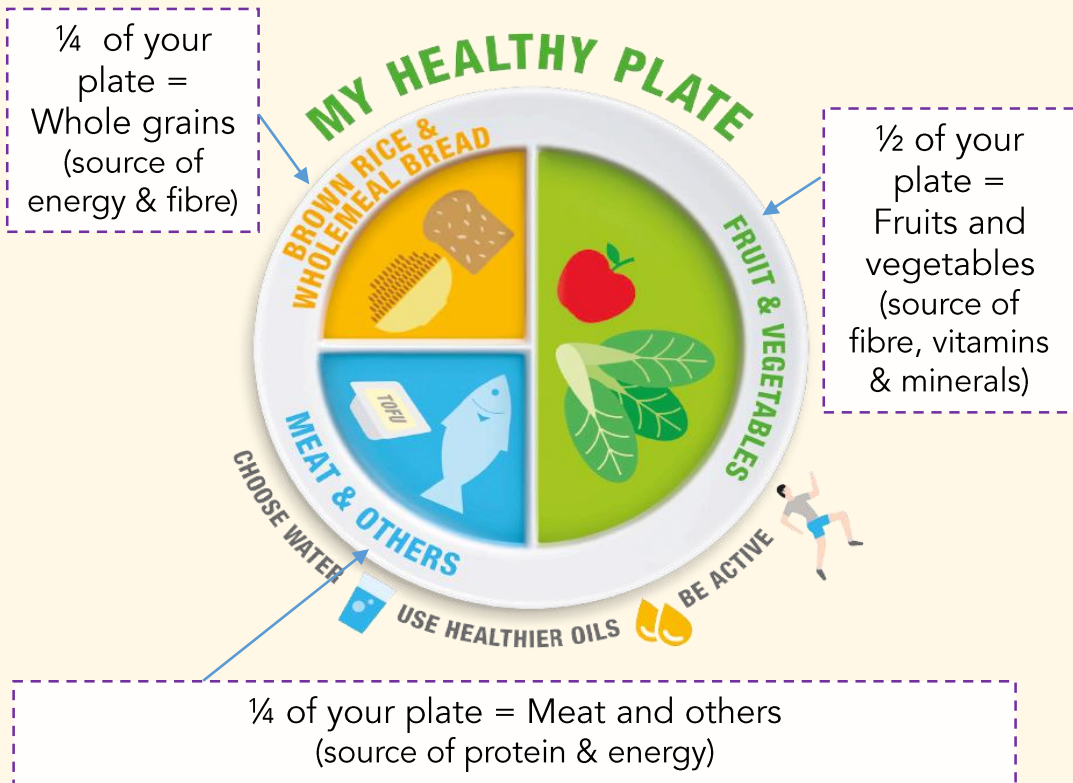 ¼ of your
plate =
Whole grains
(source of
energy & fibre)
MY HEALTHY PLATE
½ of your
plate =
Fruits and
vegetables
(source of
fibre, vitamins
& minerals)
BROWN RICE &
WHOLEMEAL BREAD
FRUIT & VEGETABLES
TOFU
MEAT & OTHERS
CHOOSE WATER
USE HEALTHIER OILS
BE ACTIVE
¼ of your plate = Meat and others
(source of protein & energy)